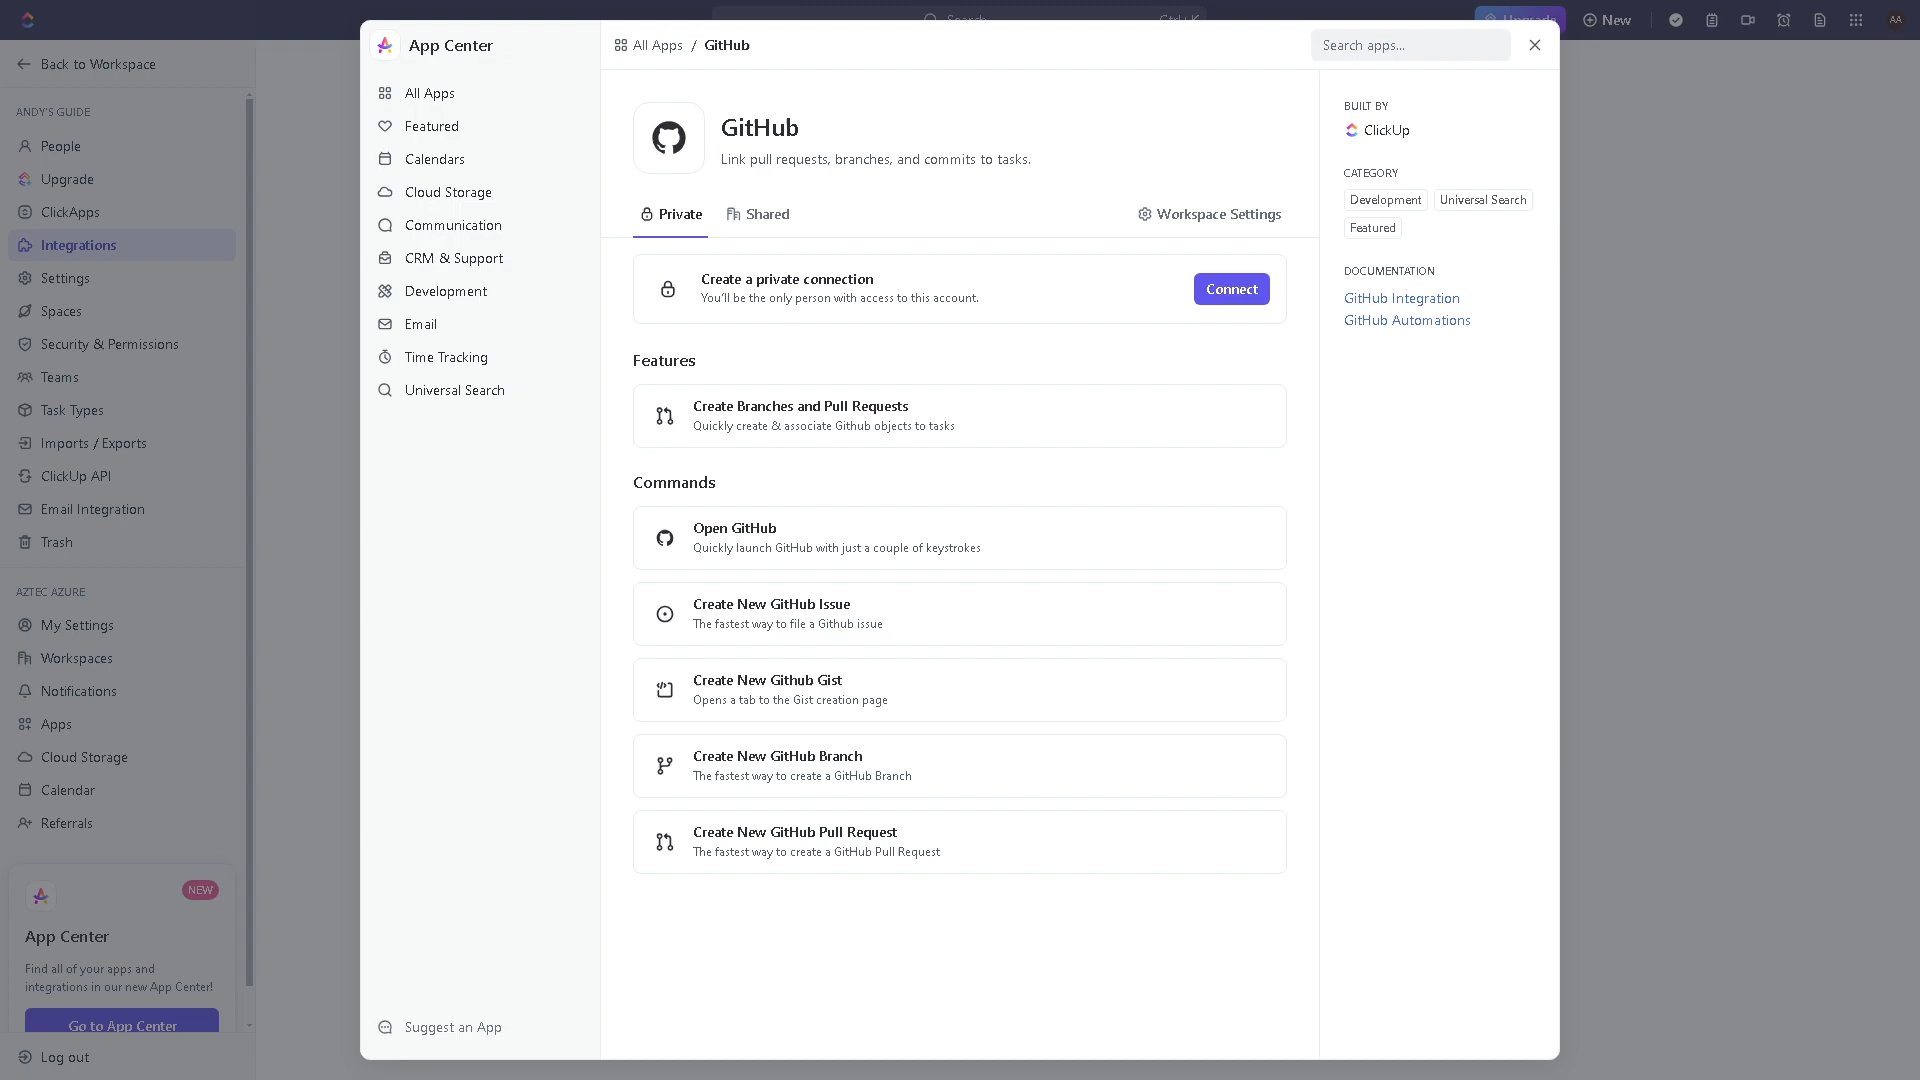 Search
Ctrl+K
Upgrade
New
AA
Back to Workspace
ANDY'S GUIDE
People
Upgrade
ClickApps
Integrations
Settings
Spaces
Security & Permissions
Teams
Task Types
Imports / Exports
ClickUp API
Email Integration
Trash
AZTEC AZURE
My Settings
Workspaces
Notifications
Apps
Cloud Storage
Calendar
Referrals
NEW
App Center
Find all of your apps and
integrations in our new App Center!
Go to App Center
Log out
App Center
All Apps
Featured
Calendars
Cloud Storage
Communication
CRM & Support
Development
Email
Time Tracking
Universal Search
Suggest an App
All Apps / GitHub
Search apps...
GitHub
Link pull requests, branches, and commits to tasks.
Private
Shared
Workspace Settings
Create a private connection
You'll be the only person with access to this account.
Connect
Features
Create Branches and Pull Requests
Quickly create & associate Github objects to tasks
Commands
Open GitHub
Quickly launch GitHub with just a couple of keystrokes
Create New GitHub Issue
The fastest way to file a Github issue
Create New Github Gist
Opens a tab to the Gist creation page
Create New GitHub Branch
The fastest way to create a GitHub Branch
Create New GitHub Pull Request
The fastest way to create a GitHub Pull Request
BUILT BY
ClickUp
CATEGORY
Development
Universal Search
Featured
DOCUMENTATION
GitHub Integration
GitHub Automations